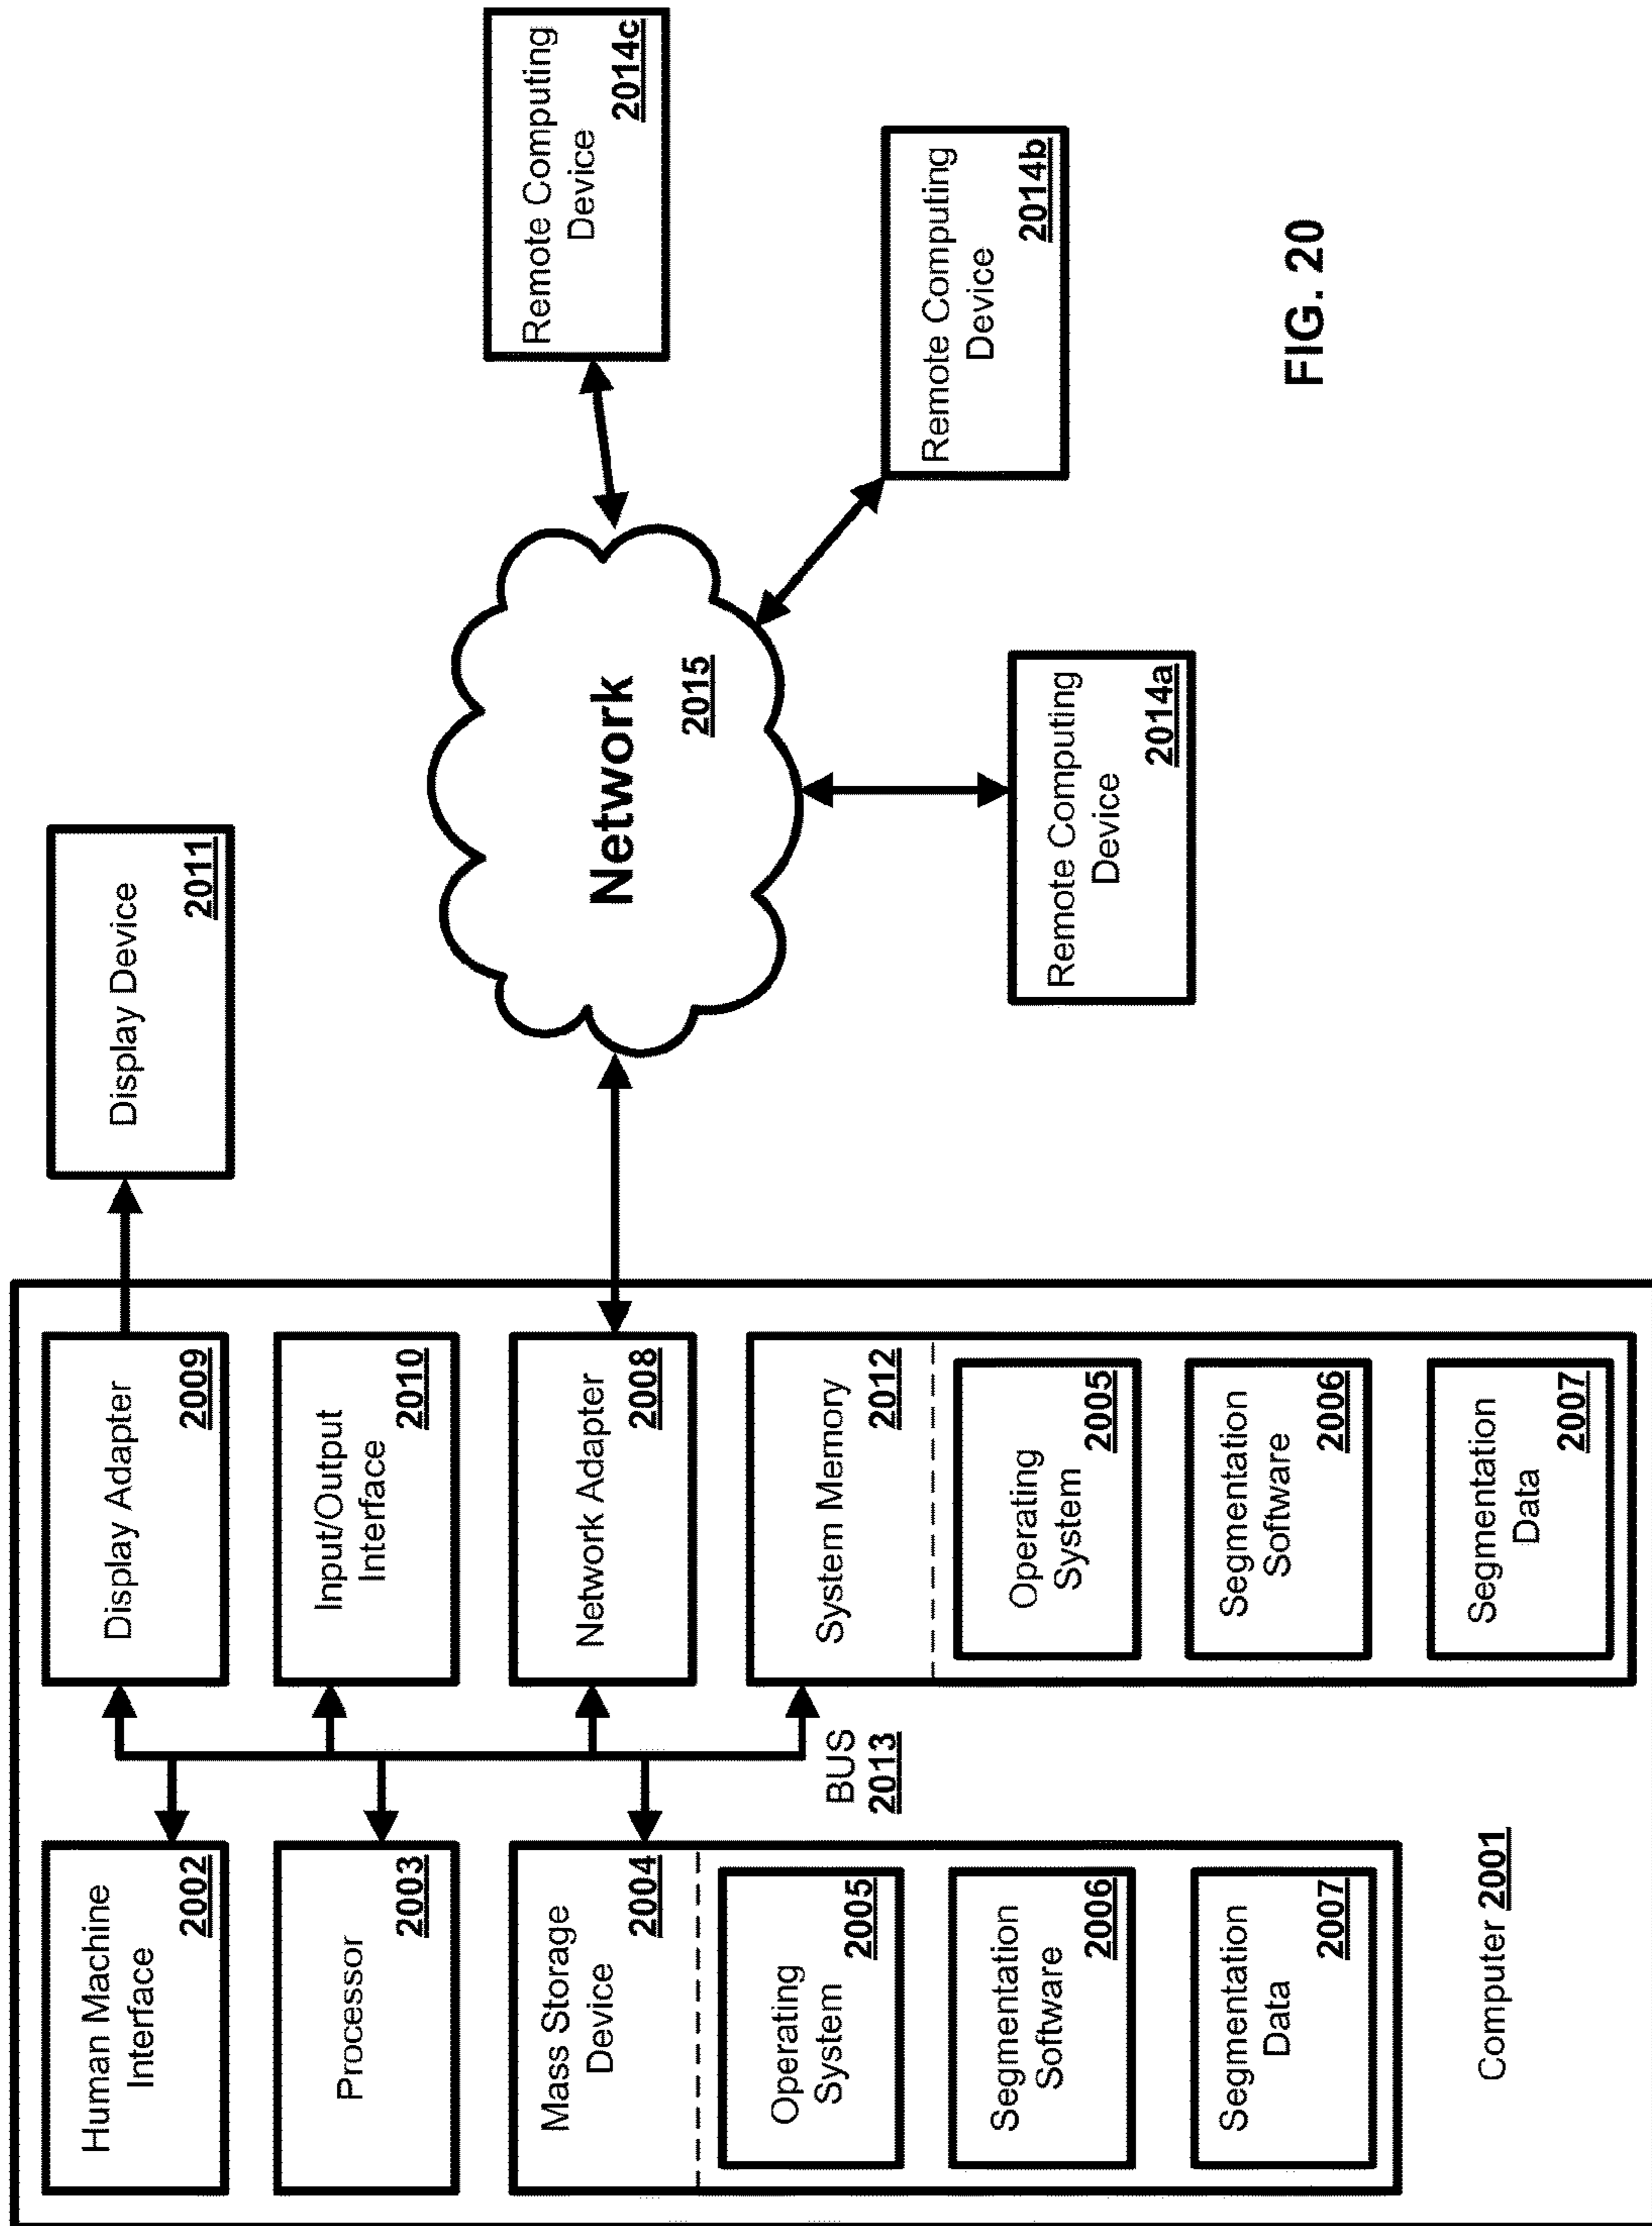 Human Machine
Interface
2002
Processor
2003
Mass Storage
Device
2004
Operating
System
2005
Segmentation
Software
2006
Segmentation
Data
2007
Computer 2001
BUS
2013
Display Adapter
2009
Input/Output
Interface
2010
Network Adapter
2008
System Memory
2012
Operating
System
2005
Segmentation
Software
2006
Segmentation
Data
2007
Display Device
2011
Network
2015
Remote Computing
Device
2014a
Remote Computing
Device
2014b
Remote Computing
Device
2014c
FIG. 20